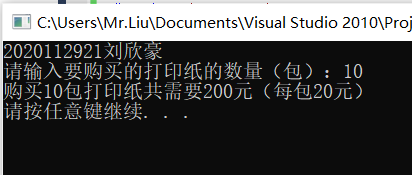 C:\Users\Mr.Liu\Documents\Visual Studio 2010\Proj
2020112921刘欣豪
请输入要购买的打印纸的数量（包）：10
购买10包打印纸共需要200元（每包20元）
请按任意键继续. . .